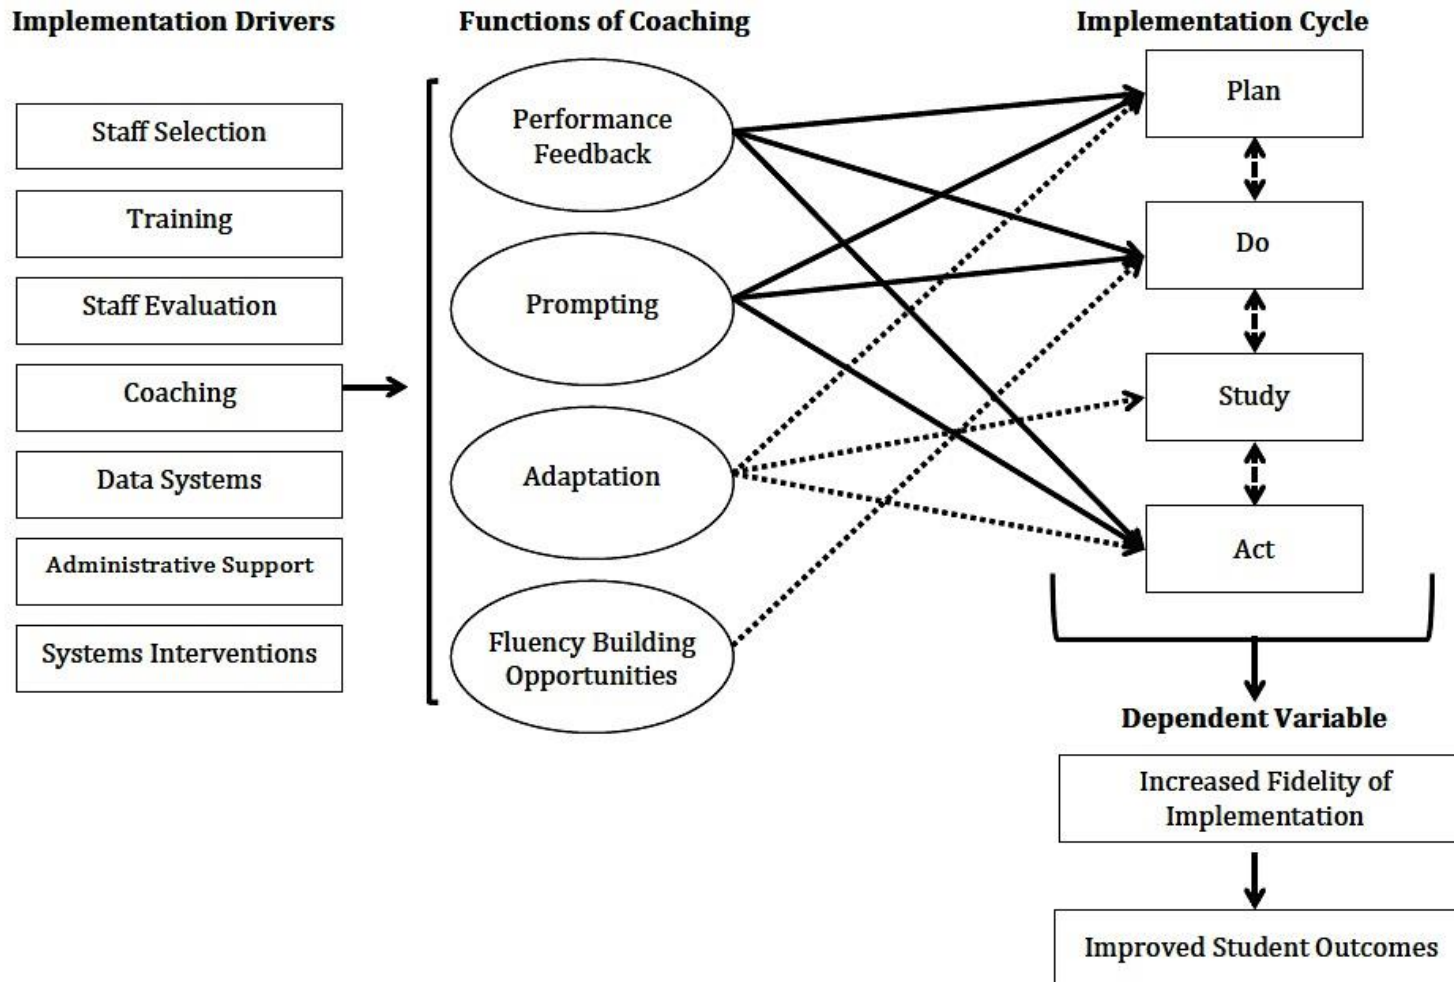 Implementation Drivers
Staff Selection
Training
Staff Evaluation
Coaching
Data Systems
Administrative Support
Systems Interventions
Functions of Coaching
Performance
Feedback
Prompting
Adaptation
Fluency Building
Opportunities
Implementation Cycle
Plan
Do
Study
Act
Dependent Variable
Increased Fidelity of
Implementation
Improved Student Outcomes